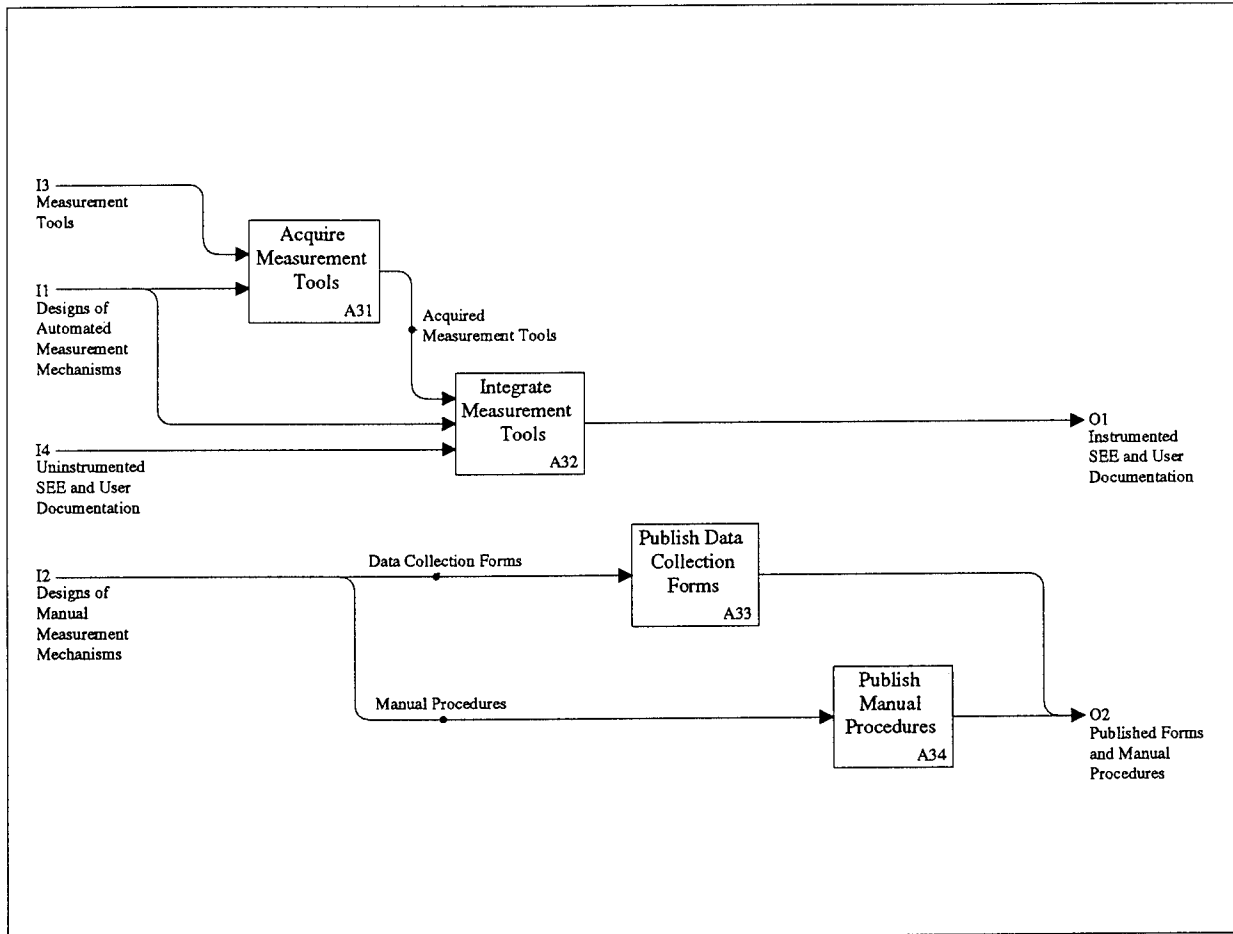 I3
Measurement
Tools
Acquire
Measurement
Tools
A31
I1
Designs of
Automated
Measurement
Mechanisms
Acquired
Measurement Tools
Integrate
Measurement
Tools
A32
I4
Uninstrumented
SEE and User
Documentation
O1
Instrumented
SEE and User
Documentation
I2
Designs of
Manual
Measurement
Mechanisms
Data Collection Forms
Publish Data
Collection
Forms
A33
Manual Procedures
Publish
Manual
Procedures
A34
O2
Published Forms
and Manual
Procedures